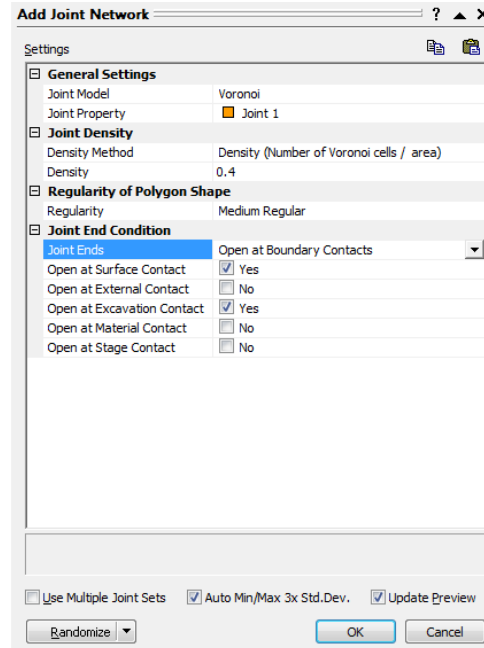 Add Joint Network ? X
Settings
General Settings
Joint Model Voronoi
Joint Property Joint 1
Joint Density
Density Method Density (Number of Voronoi cells / area)
Density 0.4
Regularity of Polygon Shape
Regularity Medium Regular
Joint End Condition
Joint Ends Open at Boundary Contacts
Open at Surface Contact Yes
Open at External Contact No
Open at Excavation Contact Yes
Open at Material Contact No
Open at Stage Contact No
Use Multiple Joint Sets Auto Min/Max 3x Std.Dev. Update Preview
Randomize OK Cancel